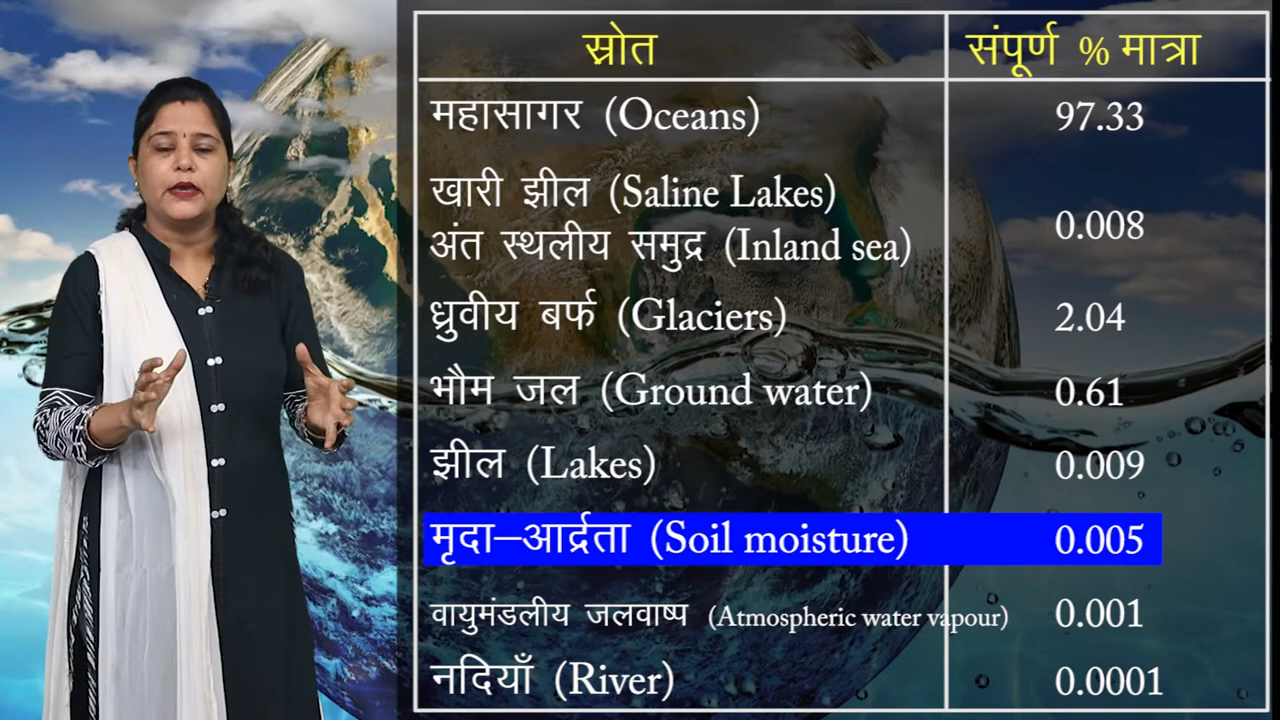 स्रोत संपूर्ण % मात्रा
महासागर (Oceans) 97.33
खारी झील (Saline Lakes)
अंत स्थलीय समुद्र (Inland sea) 0.008
ध्रुवीय बर्फ (Glaciers) 2.04
भौम जल (Ground water) 0.61
झील (Lakes) 0.009
मृदा–आर्द्रता (Soil moisture) 0.005
वायुमंडलीय जलवाष्प (Atmospheric water vapour) 0.001
नदियाँ (River) 0.0001